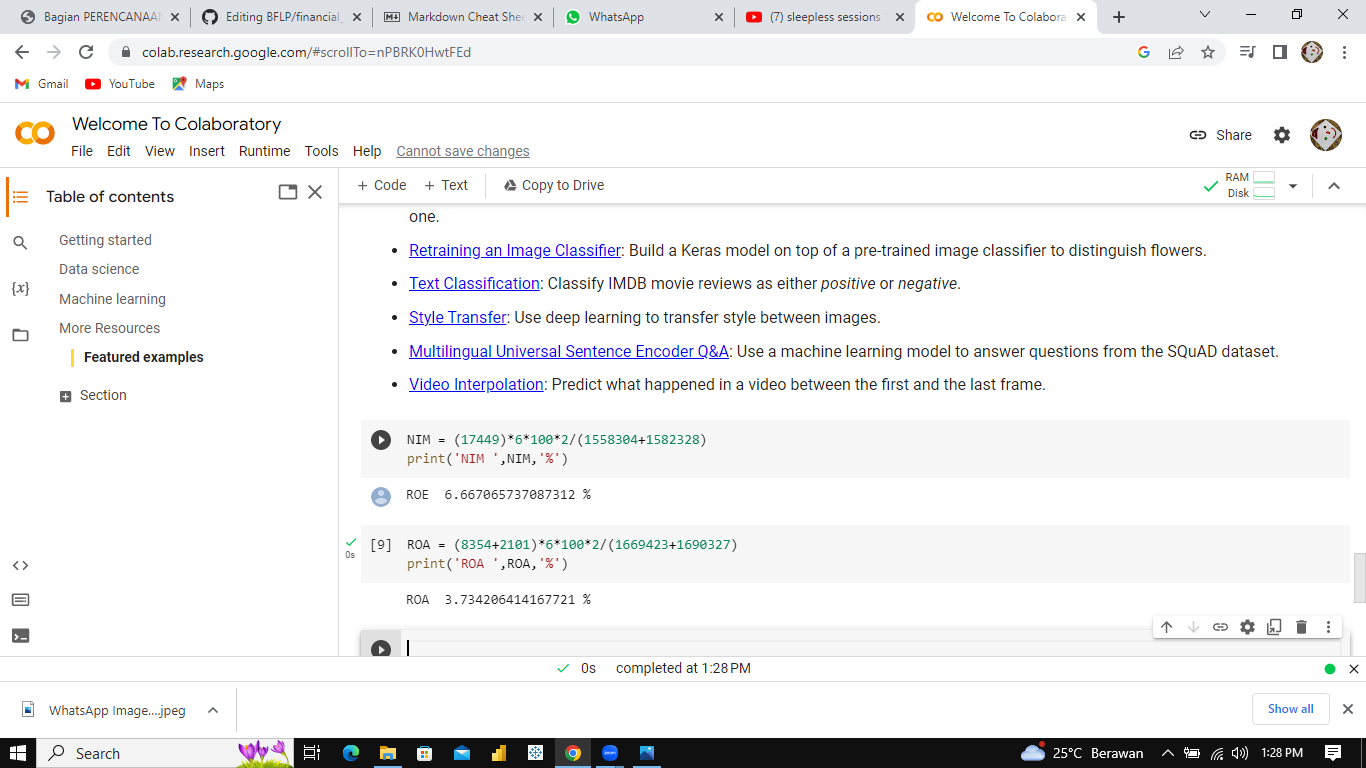 Bagian PERENCANAAN
Editing BFLP/financial_
Markdown Cheat Shee
WhatsApp
(7) sleepless sessions
Welcome To Colabora
colab.research.google.com/#scrollTo=nPBRK0HwtFEd
Gmail
YouTube
Maps
Welcome To Colaboratory
File Edit View Insert Runtime Tools Help Cannot save changes
Share
Table of contents
Getting started
Data science
Machine learning
More Resources
Featured examples
Section
+ Code + Text Copy to Drive
RAM
Disk
one.
• Retraining an Image Classifier: Build a Keras model on top of a pre-trained image classifier to distinguish flowers.
• Text Classification: Classify IMDB movie reviews as either positive or negative.
• Style Transfer: Use deep learning to transfer style between images.
• Multilingual Universal Sentence Encoder Q&A: Use a machine learning model to answer questions from the SQuAD dataset.
• Video Interpolation: Predict what happened in a video between the first and the last frame.
NIM = (17449)*6*100*2/(1558304+1582328)
print('NIM ',NIM,'%')
ROE  6.667065737087312 %
0s
[9]
ROA = (8354+2101)*6*100*2/(1669423+1690327)
print('ROA ',ROA,'%')
ROA  3.734206414167721 %
0s completed at 1:28 PM
WhatsApp Image....jpeg
Show all
Search
25°C Berawan
1:28 PM